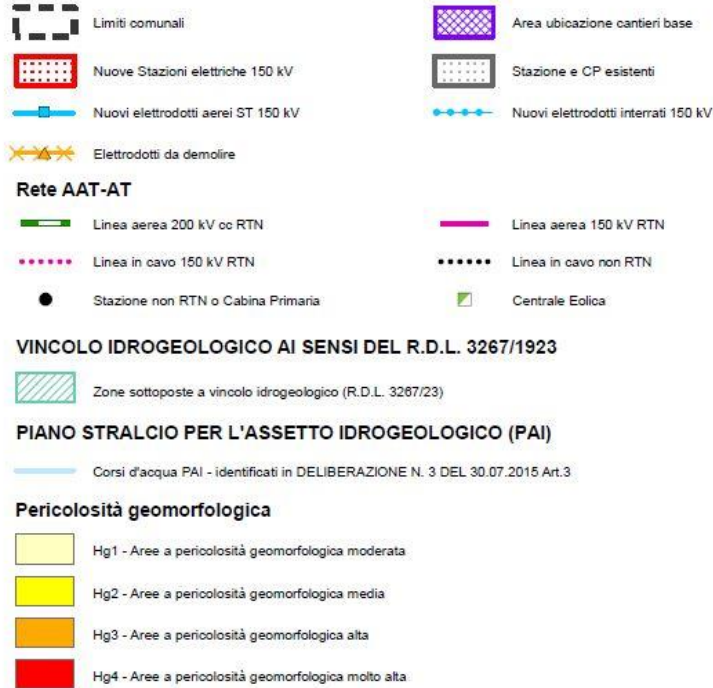 Limiti comunali
Area ubicazione cantieri base
Nuove Stazioni elettriche 150 kV
Stazione e CP esistenti
Nuovi elettrodotti aerei ST 150 kV
Nuovi elettrodotti interrati 150 kV
Elettrodotti da demolire
Rete AAT-AT
Linea aerea 200 kV cc RTN
Linea aerea 150 kV RTN
Linea in cavo 150 kV RTN
Linea in cavo non RTN
Stazione non RTN o Cabina Primaria
Centrale Eolica
VINCOLO IDROGEOLOGICO AI SENSI DEL R.D.L. 3267/1923
Zone sottoposte a vincolo idrogeologico (R.D.L. 3267/23)
PIANO STRALCIO PER L'ASSETTO IDROGEOLOGICO (PAI)
Corsi d'acqua PAI - identificati in DELIBERAZIONE N. 3 DEL 30.07.2015 Art.3
Pericolosità geomorfologica
Hg1 - Aree a pericolosità geomorfologica moderata
Hg2 - Aree a pericolosità geomorfologica media
Hg3 - Aree a pericolosità geomorfologica alta
Hg4 - Aree a pericolosità geomorfologica molto alta